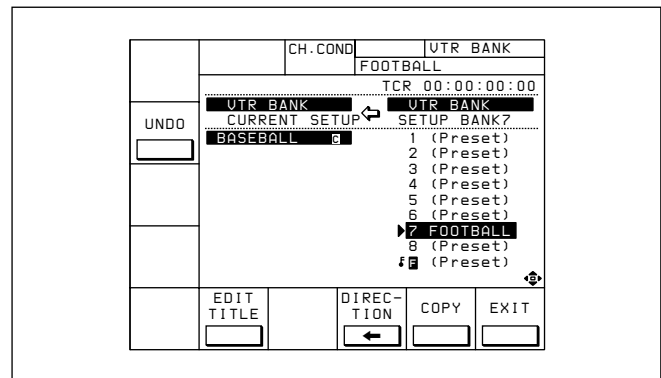 CH.COND VTR BANK
FOOTBALL
TCR 00:00:00:00
VTR BANK VTR BANK
CURRENT SETUP SETUP BANK7
UNDO
BASEBALL C
1 (Preset)
2 (Preset)
3 (Preset)
4 (Preset)
5 (Preset)
6 (Preset)
7 FOOTBALL
8 (Preset)
F (Preset)
EDIT TITLE
DIREC-
TION
COPY
EXIT